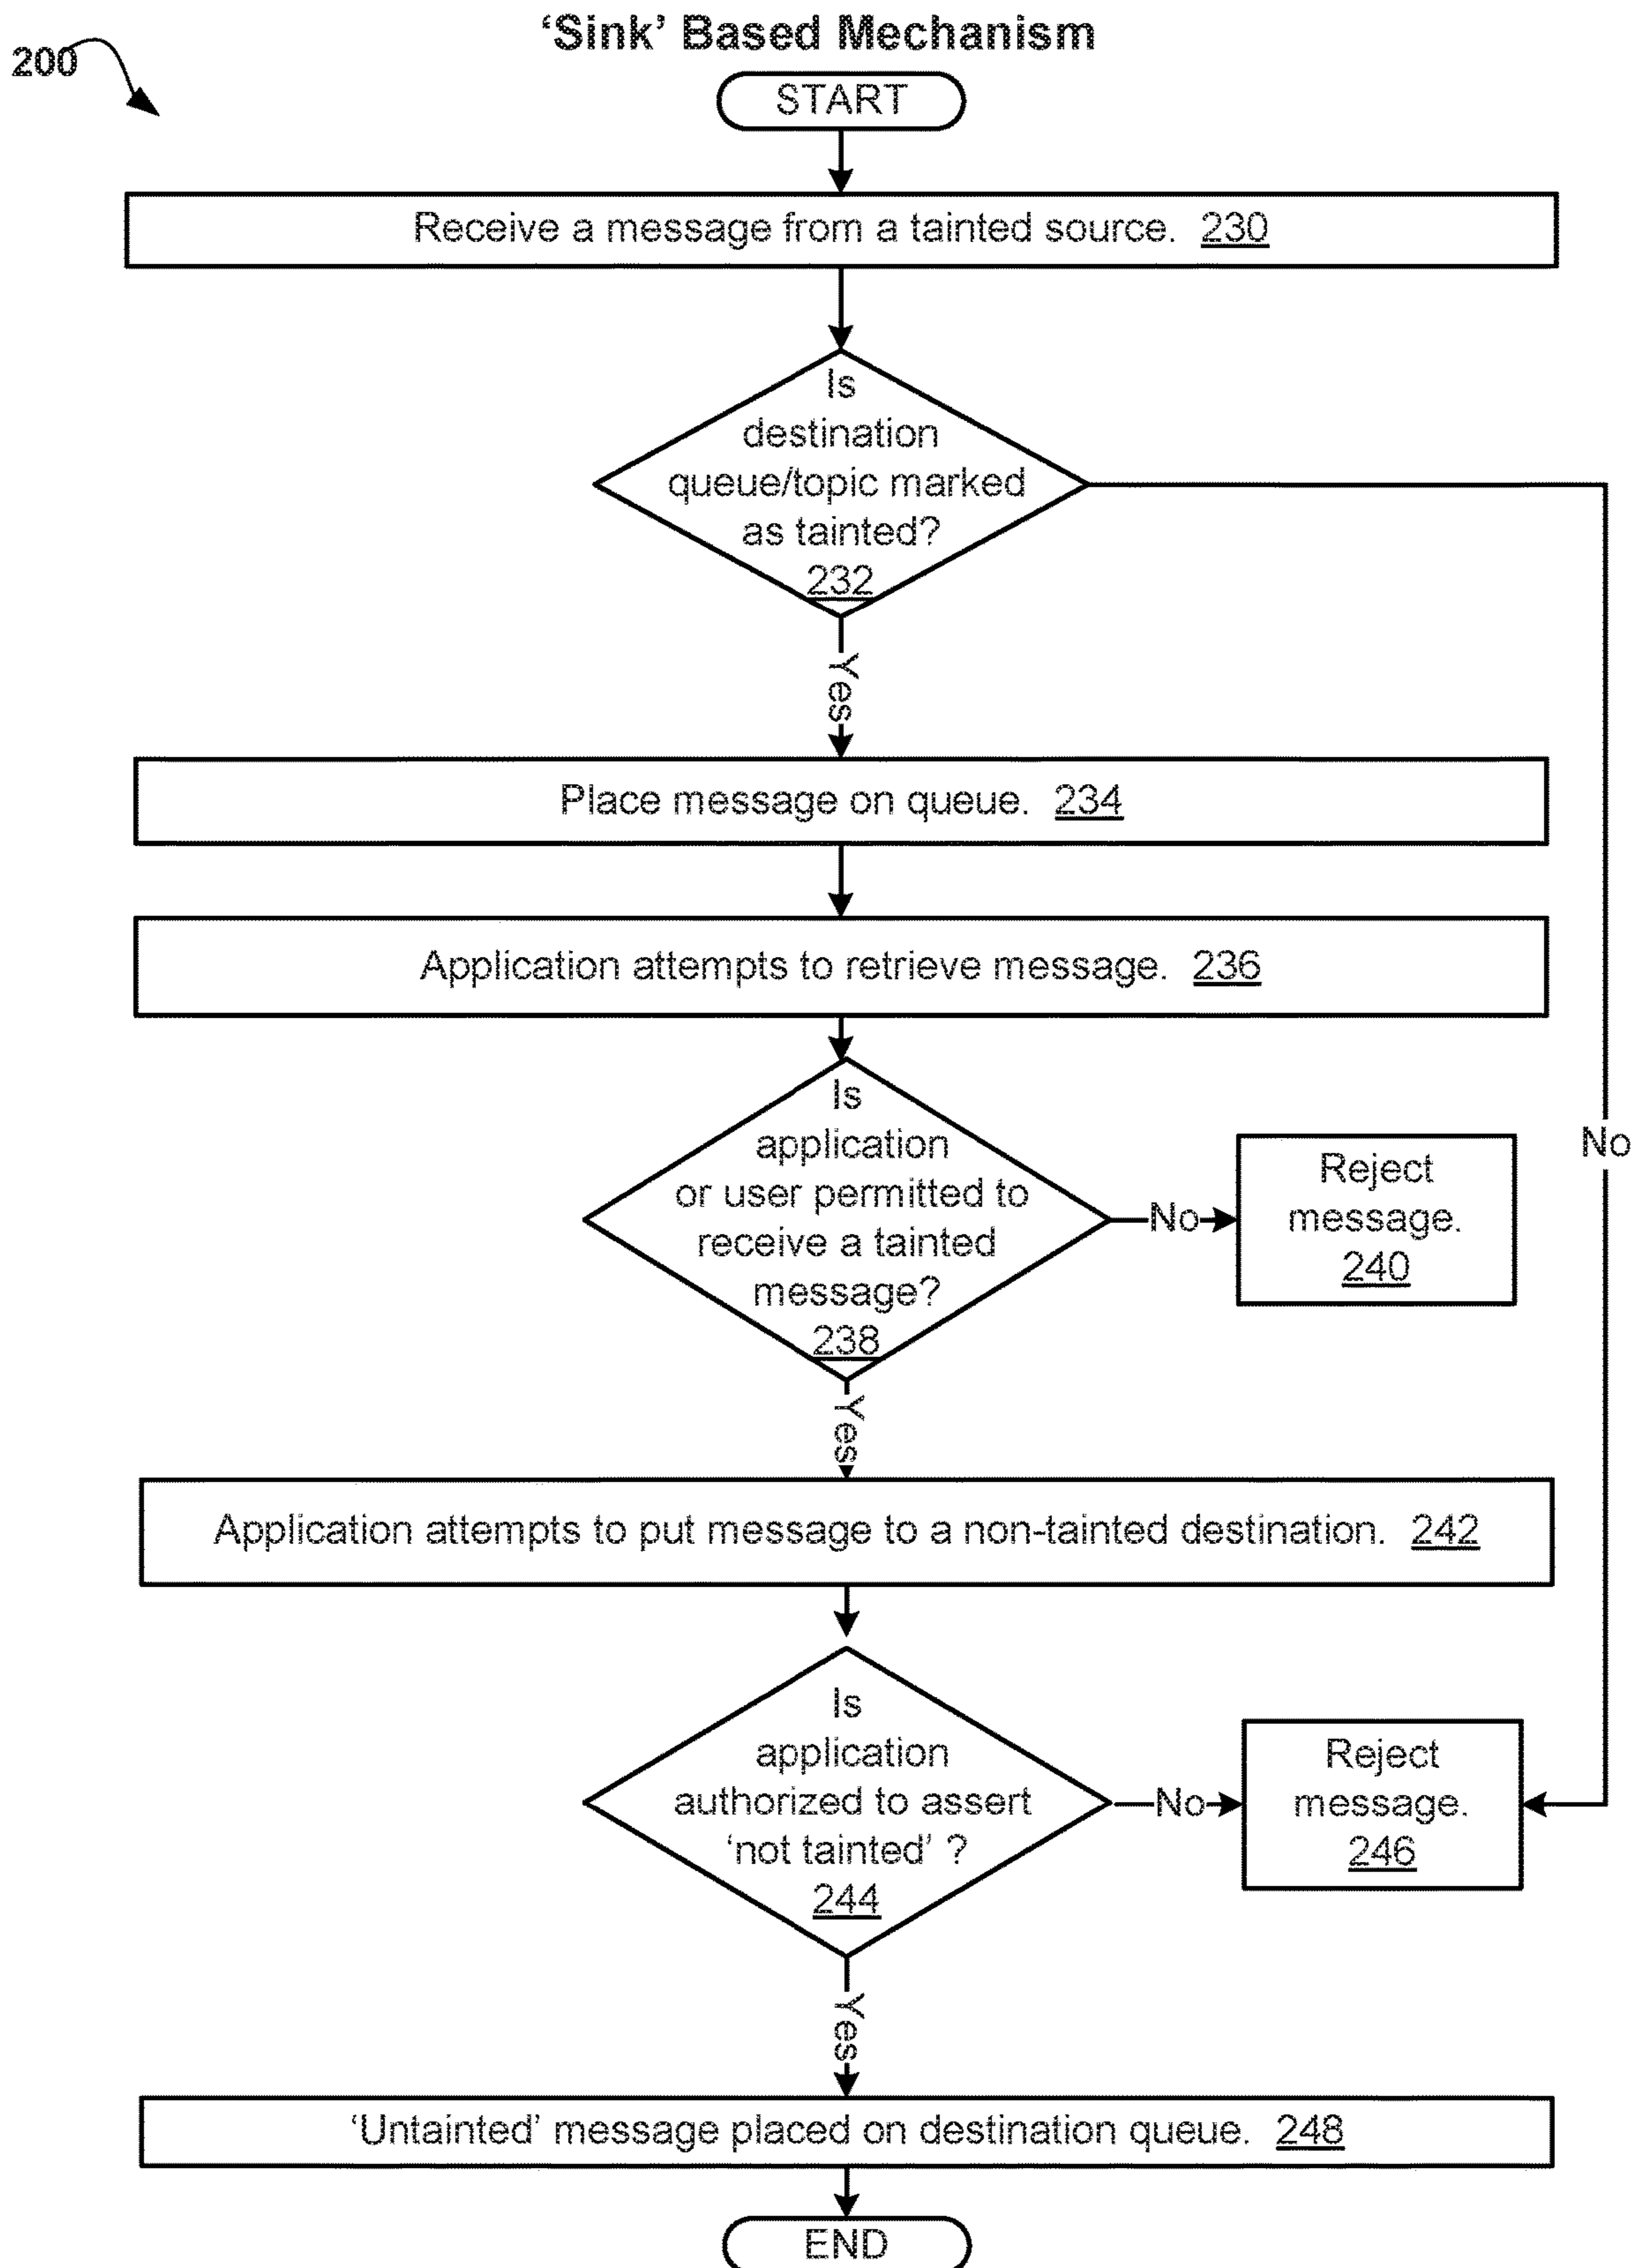 ‘Sink’ Based Mechanism
200
START
Receive a message from a tainted source. 230
Is
destination
queue/topic marked
as tainted?
232
Yes
Place message on queue. 234
Application attempts to retrieve message. 236
Is
application
or user permitted to
receive a tainted
message?
238
No
Reject
message.
240
No
Yes
Application attempts to put message to a non-tainted destination. 242
Is
application
authorized to assert
‘not tainted’ ?
244
No
Reject
message.
246
Yes
‘Untainted’ message placed on destination queue. 248
END